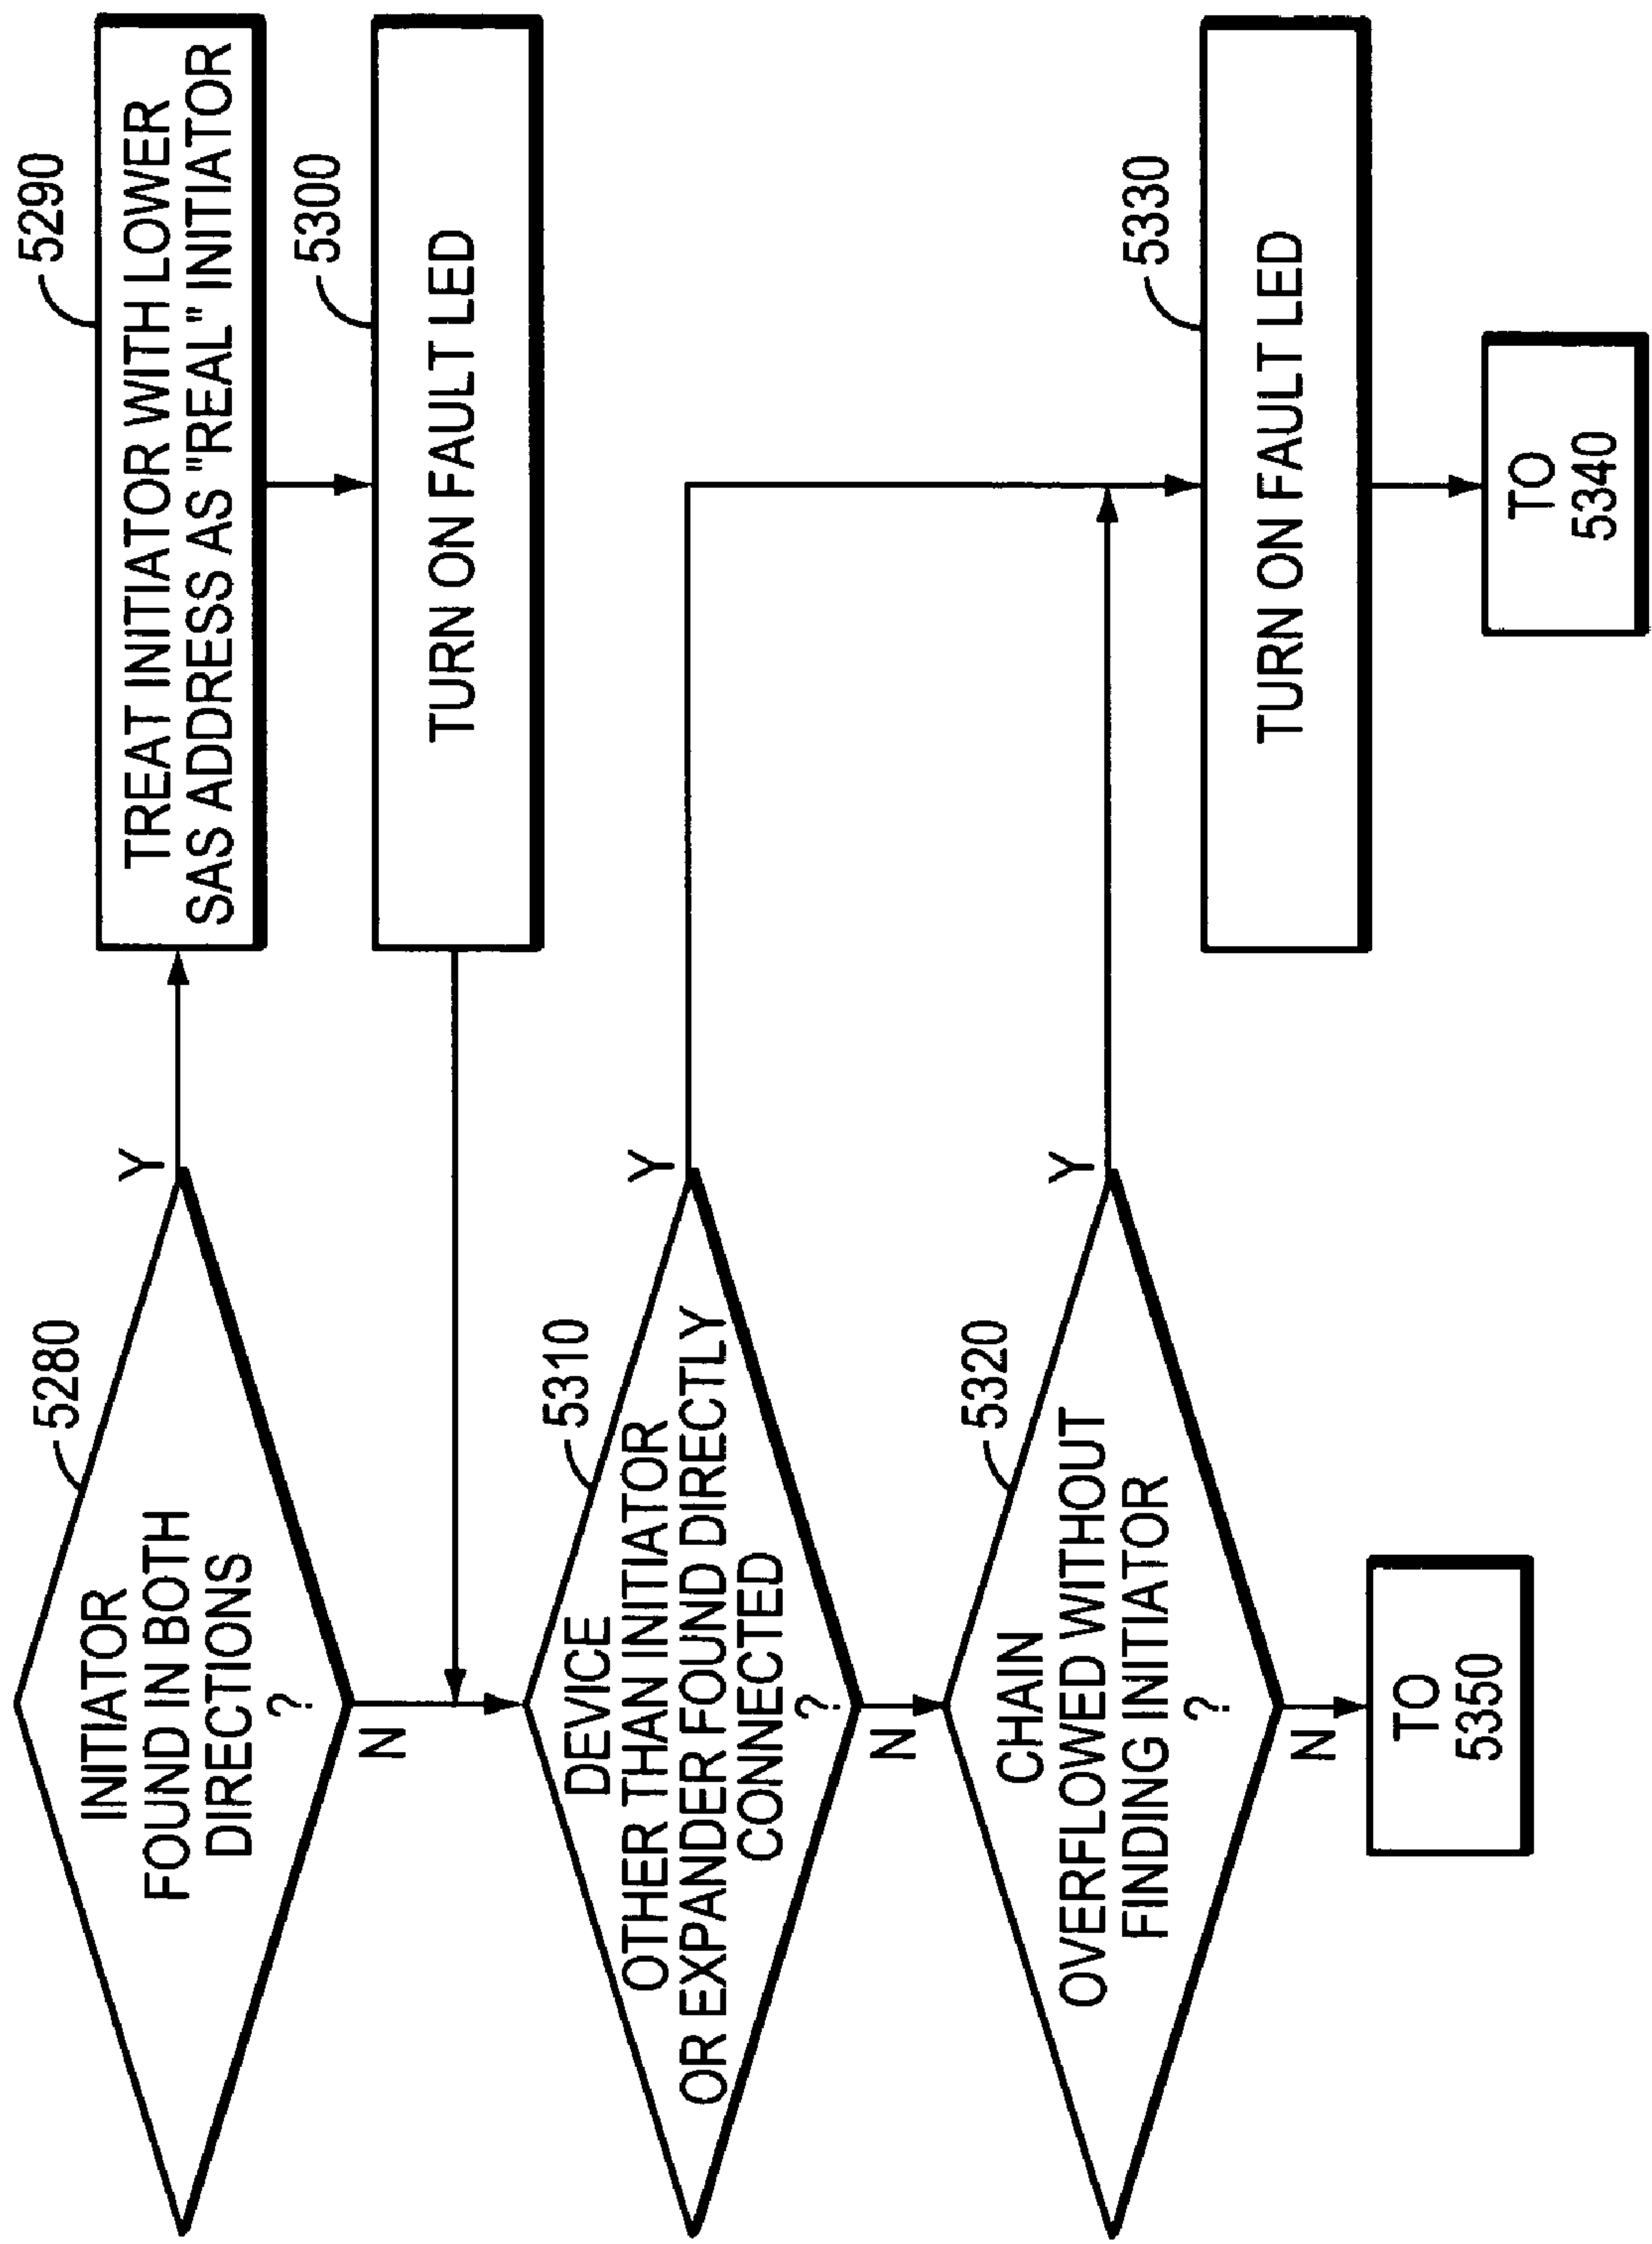 INITIATOR
FOUND IN BOTH
DIRECTIONS
?
5280
Y
N
TREAT INITIATOR WITH LOWER
SAS ADDRESS AS "REAL" INITIATOR
5290
TURN ON FAULT LED
5300
DEVICE
OTHER THAN INITIATOR
OR EXPANDER FOUND DIRECTLY
CONNECTED
?
5310
Y
N
CHAIN
OVERFLOWED WITHOUT
FINDING INITIATOR
?
5320
Y
N
TURN ON FAULT LED
5330
TO
5340
TO
5350